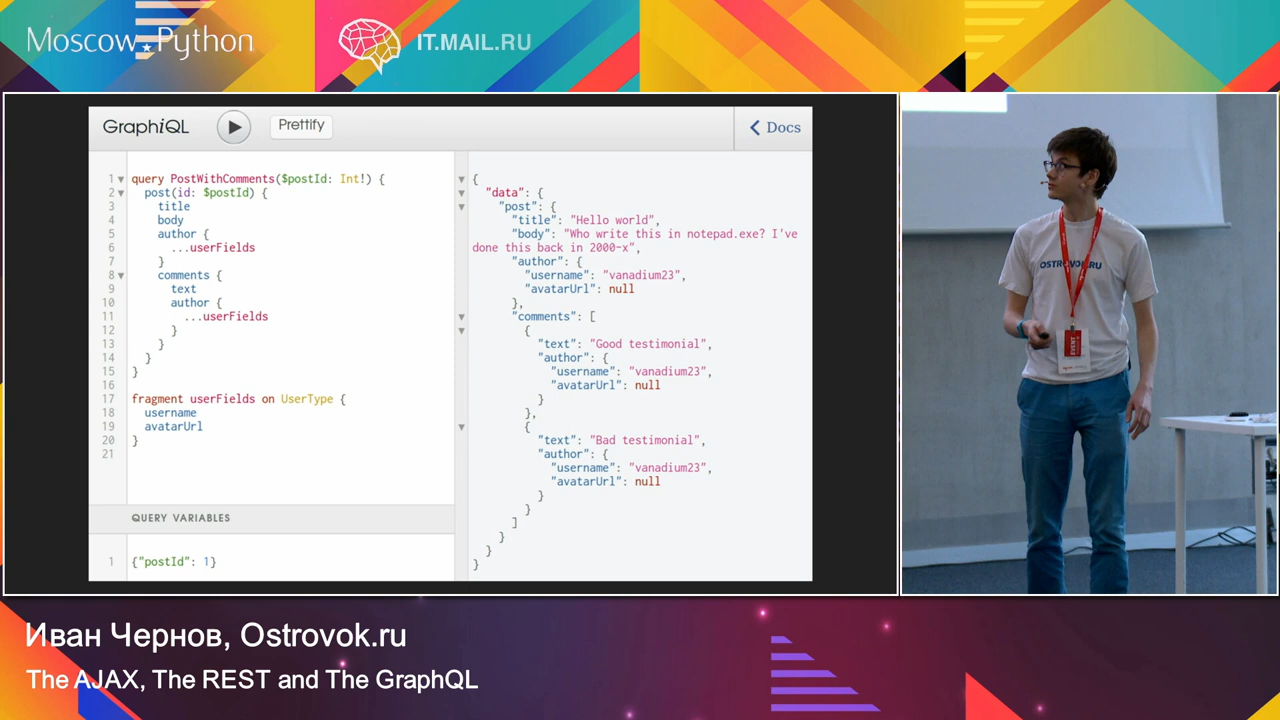 Moscow Python
IT.MAIL.RU
GraphiQL
Prettify
Docs
1 query PostWithComments($postId: Int!) {
2 post(id: $postId) {
3 title
4 body
5 author {
6 ...userFields
7 }
8 comments {
9 text
10 author {
11 ...userFields
12 }
13 }
14 }
15 }
16
17 fragment userFields on UserType {
18 username
19 avatarUrl
20 }
21
QUERY VARIABLES
1 {"postId": 1}
{
"data": {
"post": {
"title": "Hello world",
"body": "Who write this in notepad.exe? I've
done this back in 2000-x",
"author": {
"username": "vanadium23",
"avatarUrl": null
},
"comments": [
{
"text": "Good testimonial",
"author": {
"username": "vanadium23",
"avatarUrl": null
}
},
{
"text": "Bad testimonial",
"author": {
"username": "vanadium23",
"avatarUrl": null
}
}
]
}
}
}
OSTROVOK.RU
EVENT
Иван Чернов, Ostrovok.ru
The AJAX, The REST and The GraphQL